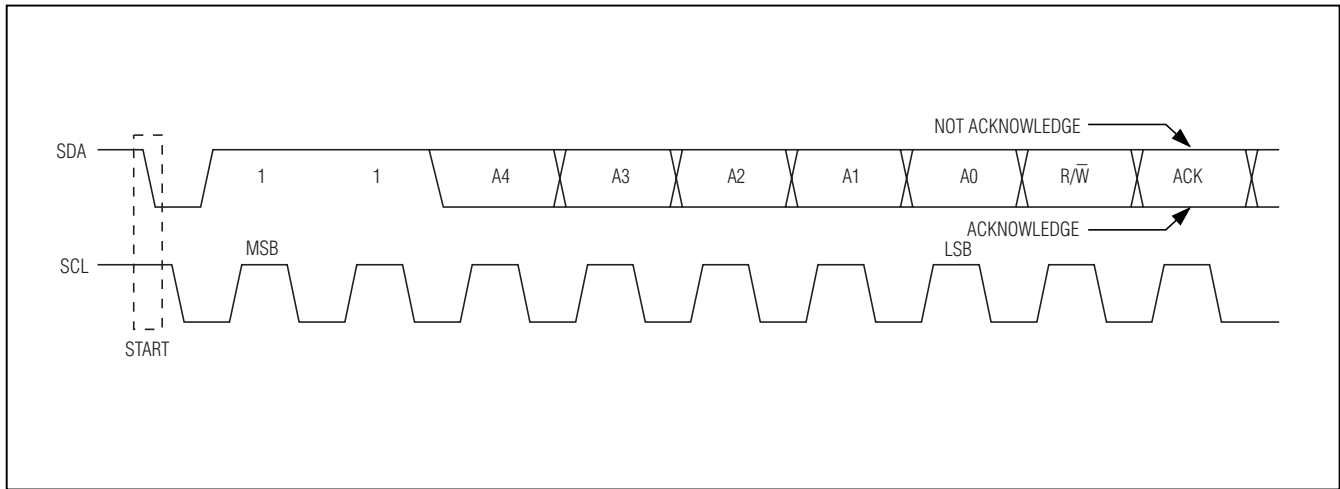 NOT ACKNOWLEDGE
SDA
1 1 A4 A3 A2 A1 A0 R/W̅ ACK
ACKNOWLEDGE
MSB LSB
SCL
START